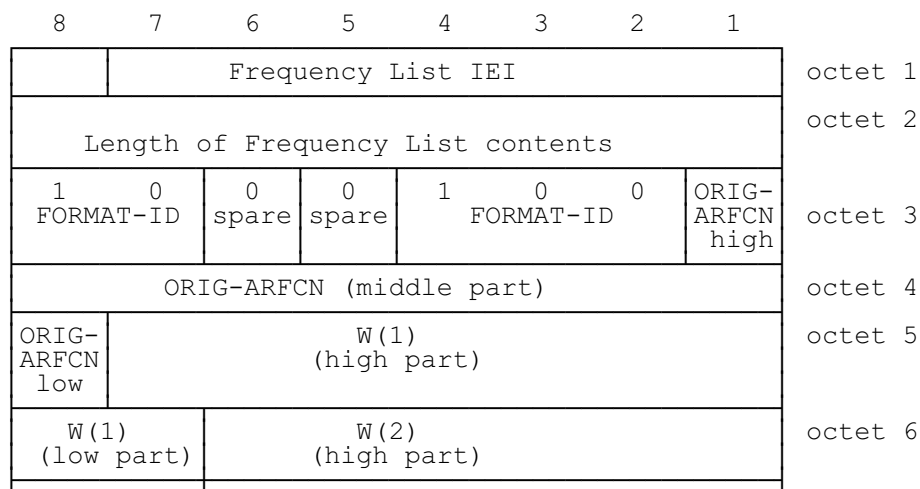 8 7 6 5 4 3 2 1
Frequency List IEI octet 1
octet 2
Length of Frequency List contents
1 0 0 0 1 0 0 ORIG-
FORMAT-ID spare spare FORMAT-ID ARFCN octet 3
high
ORIG-ARFCN (middle part) octet 4
ORIG- W(1) octet 5
ARFCN (high part)
low
W(1) W(2) octet 6
(low part) (high part)